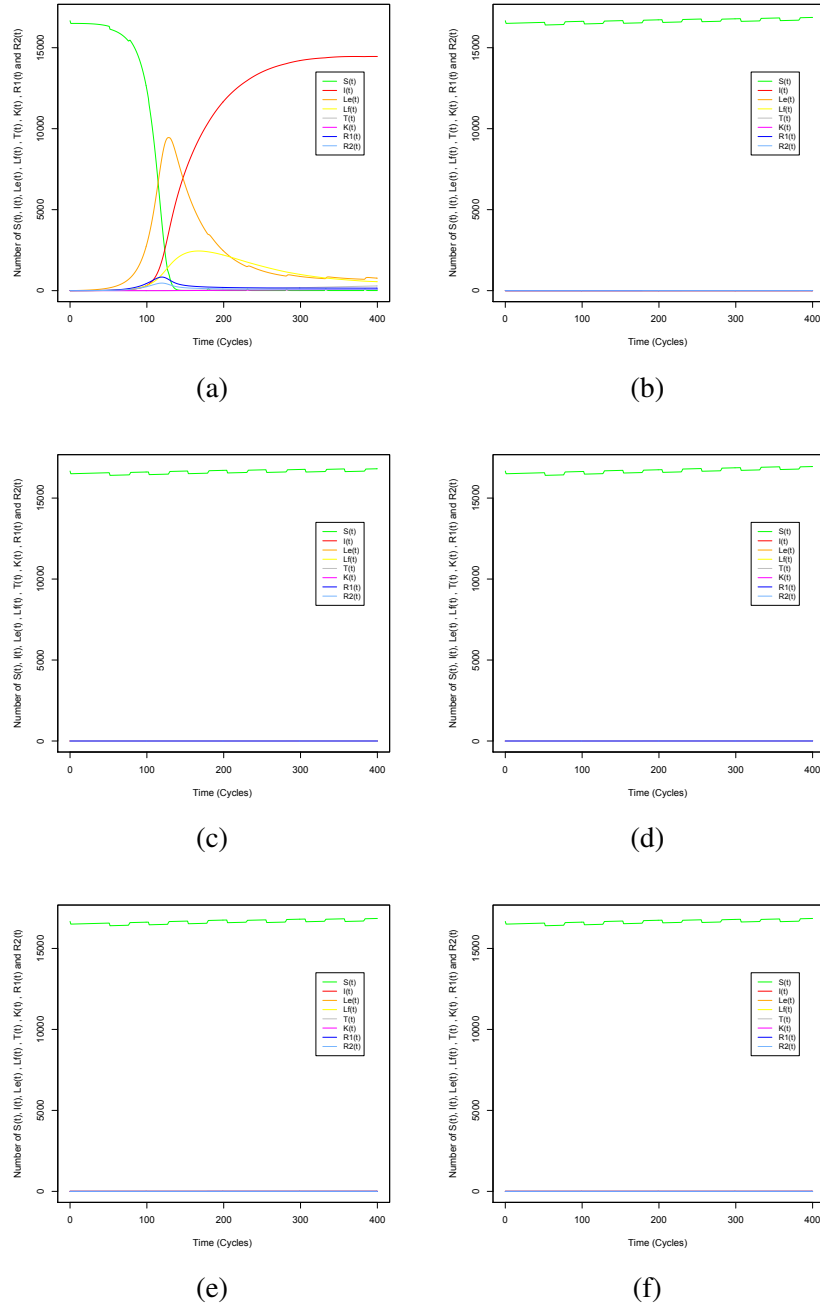 Number of S(t), I(t), Le(t) , Lf(t) , T(t) , K(t) , R1(t) and R2(t)
15000
10000
5000
0
S(t)
I(t)
Le(t)
Lf(t)
T(t)
K(t)
R1(t)
R2(t)
0 100 200 300 400
Time (Cycles)
(a)
Number of S(t), I(t), Le(t) , Lf(t) , T(t) , K(t) , R1(t) and R2(t)
15000
10000
5000
0
S(t)
I(t)
Le(t)
Lf(t)
T(t)
K(t)
R1(t)
R2(t)
0 100 200 300 400
Time (Cycles)
(b)
Number of S(t), I(t), Le(t) , Lf(t) , T(t) , K(t) , R1(t) and R2(t)
15000
10000
5000
0
S(t)
I(t)
Le(t)
Lf(t)
T(t)
K(t)
R1(t)
R2(t)
0 100 200 300 400
Time (Cycles)
(c)
Number of S(t), I(t), Le(t) , Lf(t) , T(t) , K(t) , R1(t) and R2(t)
15000
10000
5000
0
S(t)
I(t)
Le(t)
Lf(t)
T(t)
K(t)
R1(t)
R2(t)
0 100 200 300 400
Time (Cycles)
(d)
Number of S(t), I(t), Le(t) , Lf(t) , T(t) , K(t) , R1(t) and R2(t)
15000
10000
5000
0
S(t)
I(t)
Le(t)
Lf(t)
T(t)
K(t)
R1(t)
R2(t)
0 100 200 300 400
Time (Cycles)
(e)
Number of S(t), I(t), Le(t) , Lf(t) , T(t) , K(t) , R1(t) and R2(t)
15000
10000
5000
0
S(t)
I(t)
Le(t)
Lf(t)
T(t)
K(t)
R1(t)
R2(t)
0 100 200 300 400
Time (Cycles)
(f)